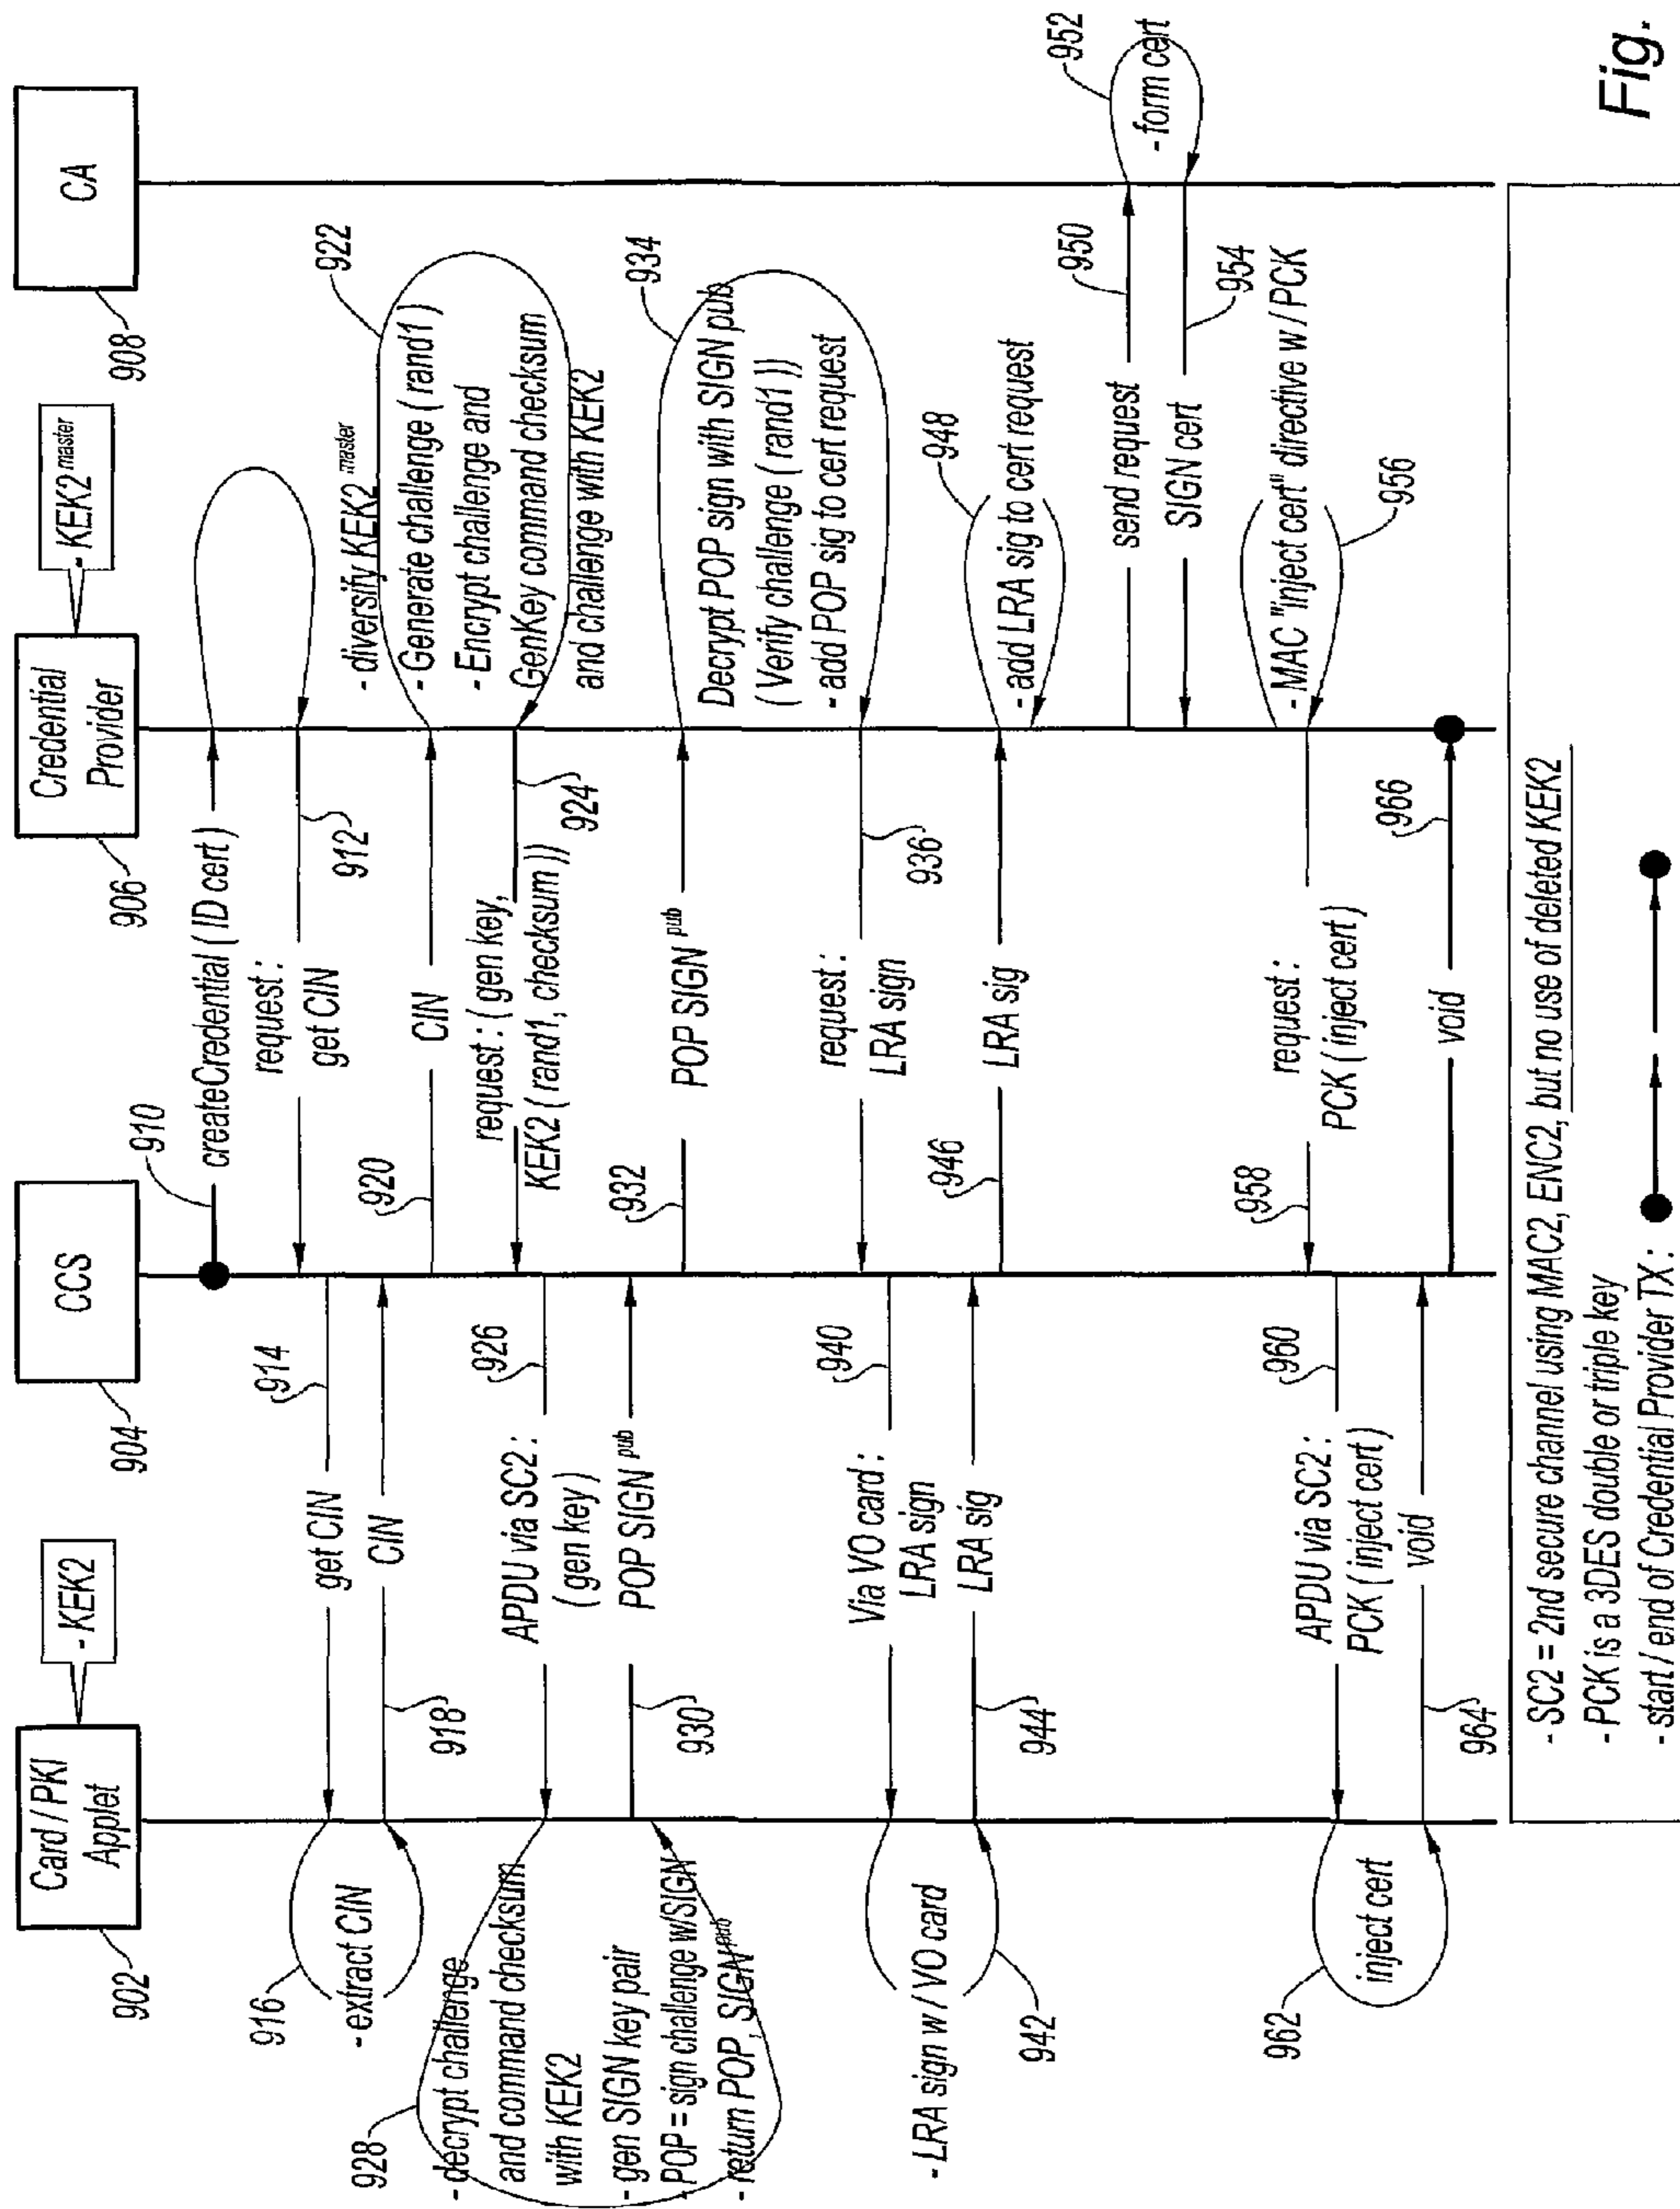 Card / PKI
Applet
902
- KEK2
CCS
904
Credential
Provider
906
- KEK2 master
CA
908
910
createCredential ( ID cert )
request :
get CIN
912
914
get CIN
916
- extract CIN
CIN
918
920
CIN
922
- diversify KEK2 master
- Generate challenge ( rand1 )
- Encrypt challenge and
GenKey command checksum
and challenge with KEK2
request : ( gen key,
KEK2 ( rand1, checksum ))
924
926
APDU via SC2 :
( gen key )
928
- decrypt challenge
and command checksum
with KEK2
- gen SIGN key pair
POP = sign challenge w/SIGN
- return POP, SIGN pub
POP SIGN pub
930
932
POP SIGN pub
934
Decrypt POP sign with SIGN pub
( Verify challenge ( rand1 ))
- add POP sig to cert request
request :
LRA sign
936
940
Via VO card :
LRA sign
- LRA sign w / VO card
942
LRA sig
944
946
LRA sig
948
- add LRA sig to cert request
send request
950
952
- form cert
SIGN cert
954
- MAC "inject cert" directive w / PCK
956
request :
PCK ( inject cert )
958
960
APDU via SC2 :
PCK ( inject cert )
962
inject cert
void
964
966
void
- SC2 = 2nd secure channel using MAC2, ENC2, but no use of deleted KEK2
- PCK is a 3DES double or triple key
- start / end of Credential Provider TX :
Fig.